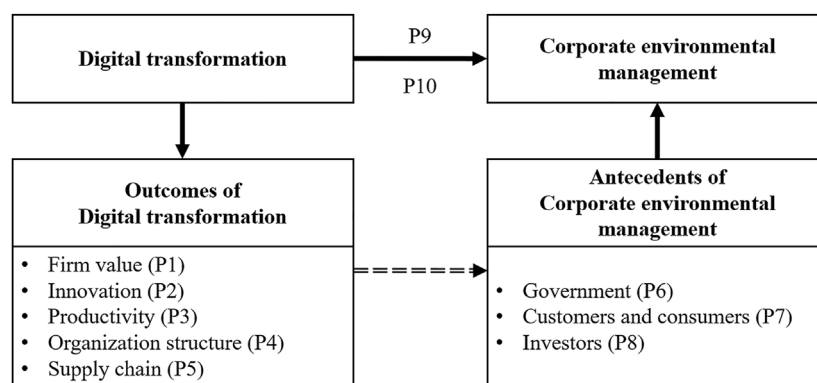 Digital transformation
P9
P10
Corporate environmental
management
Outcomes of
Digital transformation
• Firm value (P1)
• Innovation (P2)
• Productivity (P3)
• Organization structure (P4)
• Supply chain (P5)
Antecedents of
Corporate environmental
management
• Government (P6)
• Customers and consumers (P7)
• Investors (P8)